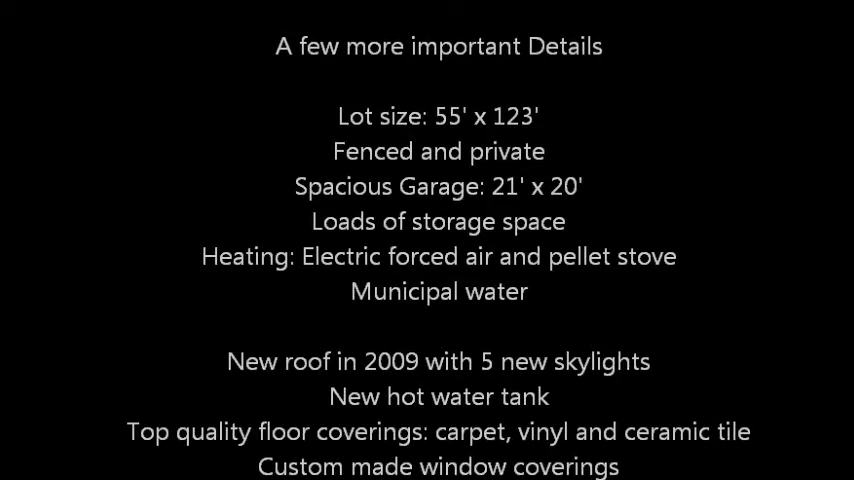 A few more important Details
Lot size: 55' x 123'
Fenced and private
Spacious Garage: 21' x 20'
Loads of storage space
Heating: Electric forced air and pellet stove
Municipal water
New roof in 2009 with 5 new skylights
New hot water tank
Top quality floor coverings: carpet, vinyl and ceramic tile
Custom made window coverings